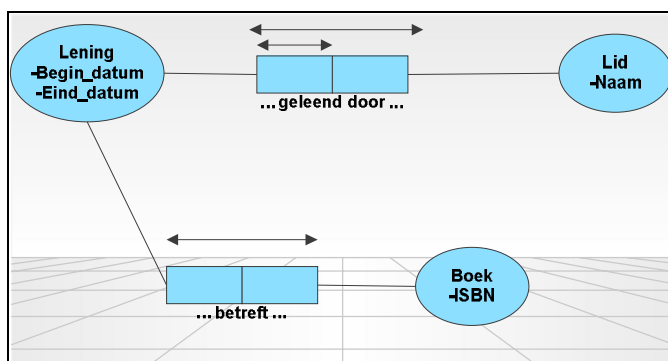 Lening
-Begin_datum
-Eind_datum
... geleend door ...
Lid
-Naam
... betreft ...
Boek
-ISBN